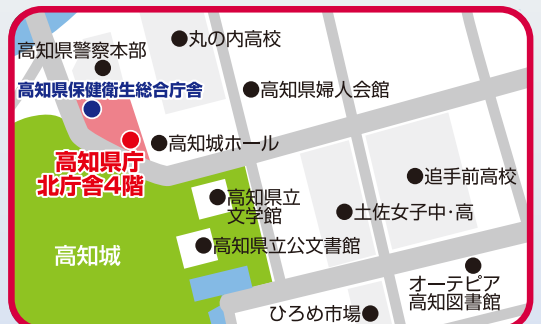 丸の内高校
高知県警察本部
高知県保健衛生総合庁舎
高知県婦人会館
高知城ホール
高知県庁
北庁舎4階
追手前高校
高知県立
文学館
土佐女子中・高
高知城
高知県立公文書館
オーテピア
高知図書館
ひろめ市場